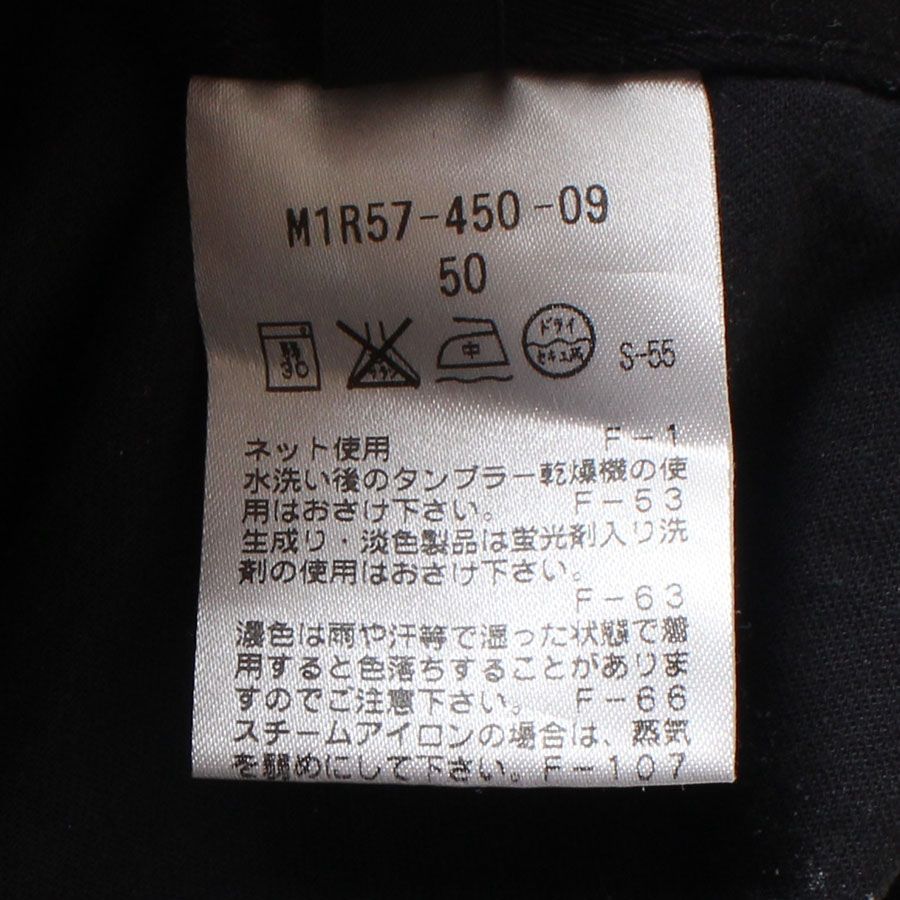 M1R57-450-09
50
弱
30
中
ドライ
セキユ系
S-55
ネット使用 F-1
水洗い後のタンブラー乾燥機の使
用はおさけ下さい。 F-53
生成り・淡色製品は蛍光剤入り洗
剤の使用はおさけ下さい。
F-63
濃色は雨や汗等で湿った状態で着
用すると色落ちすることがありま
すのでご注意下さい。 F-66
スチームアイロンの場合は、蒸気
を弱めにして下さい。F-107